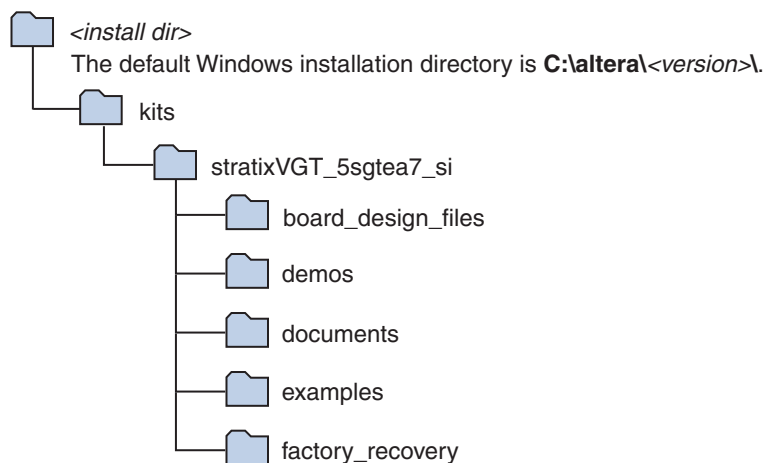 <install dir>
The default Windows installation directory is C:\altera\<version>\.
kits
stratixVGT_5sgtea7_si
board_design_files
demos
documents
examples
factory_recovery